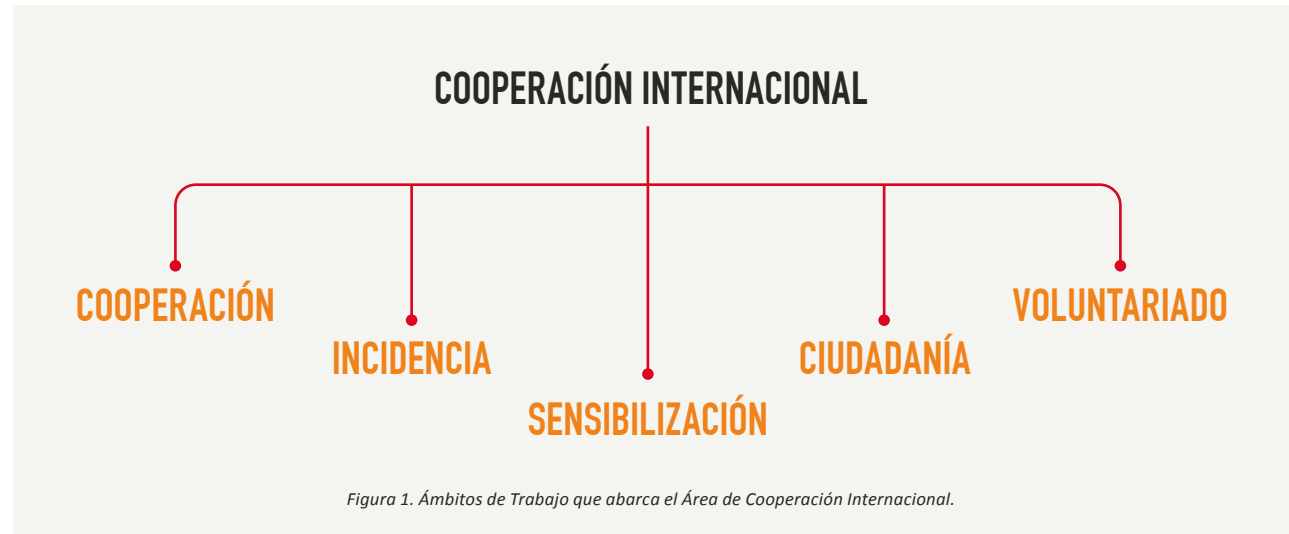 COOPERACIÓN INTERNACIONAL
COOPERACIÓN
INCIDENCIA
SENSIBILIZACIÓN
CIUDADANÍA
VOLUNTARIADO
Figura 1. Ámbitos de Trabajo que abarca el Área de Cooperación Internacional.